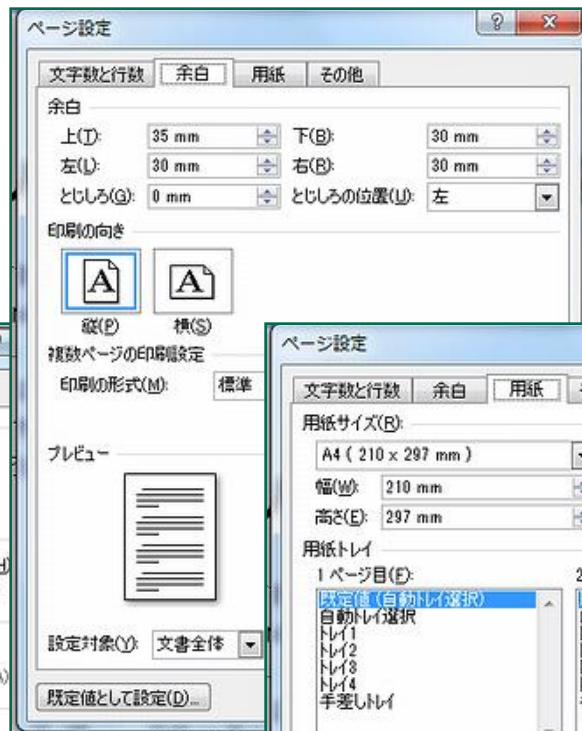 ページ設定
文字数と行数 余白 用紙 その他
余白
上(T): 35 mm 下(B): 30 mm
左(L): 30 mm 右(R): 30 mm
とじしろ(G): 0 mm とじしろの位置(U): 左
印刷の向き
A A
縦(P) 横(S)
複数ページの印刷設定
印刷の形式(M): 標準
プレビュー
設定対象(Y): 文書全体
既定値として設定(D)...
ページ設定
文字数と行数 余白 用紙
用紙サイズ(R):
A4 ( 210 x 297 mm )
幅(W): 210 mm
高さ(E): 297 mm
用紙トレイ
1 ページ目(F): 2
既定値 (自動トレイ選択)
自動トレイ選択
トレイ1
トレイ2
トレイ3
トレイ4
手差しトレイ